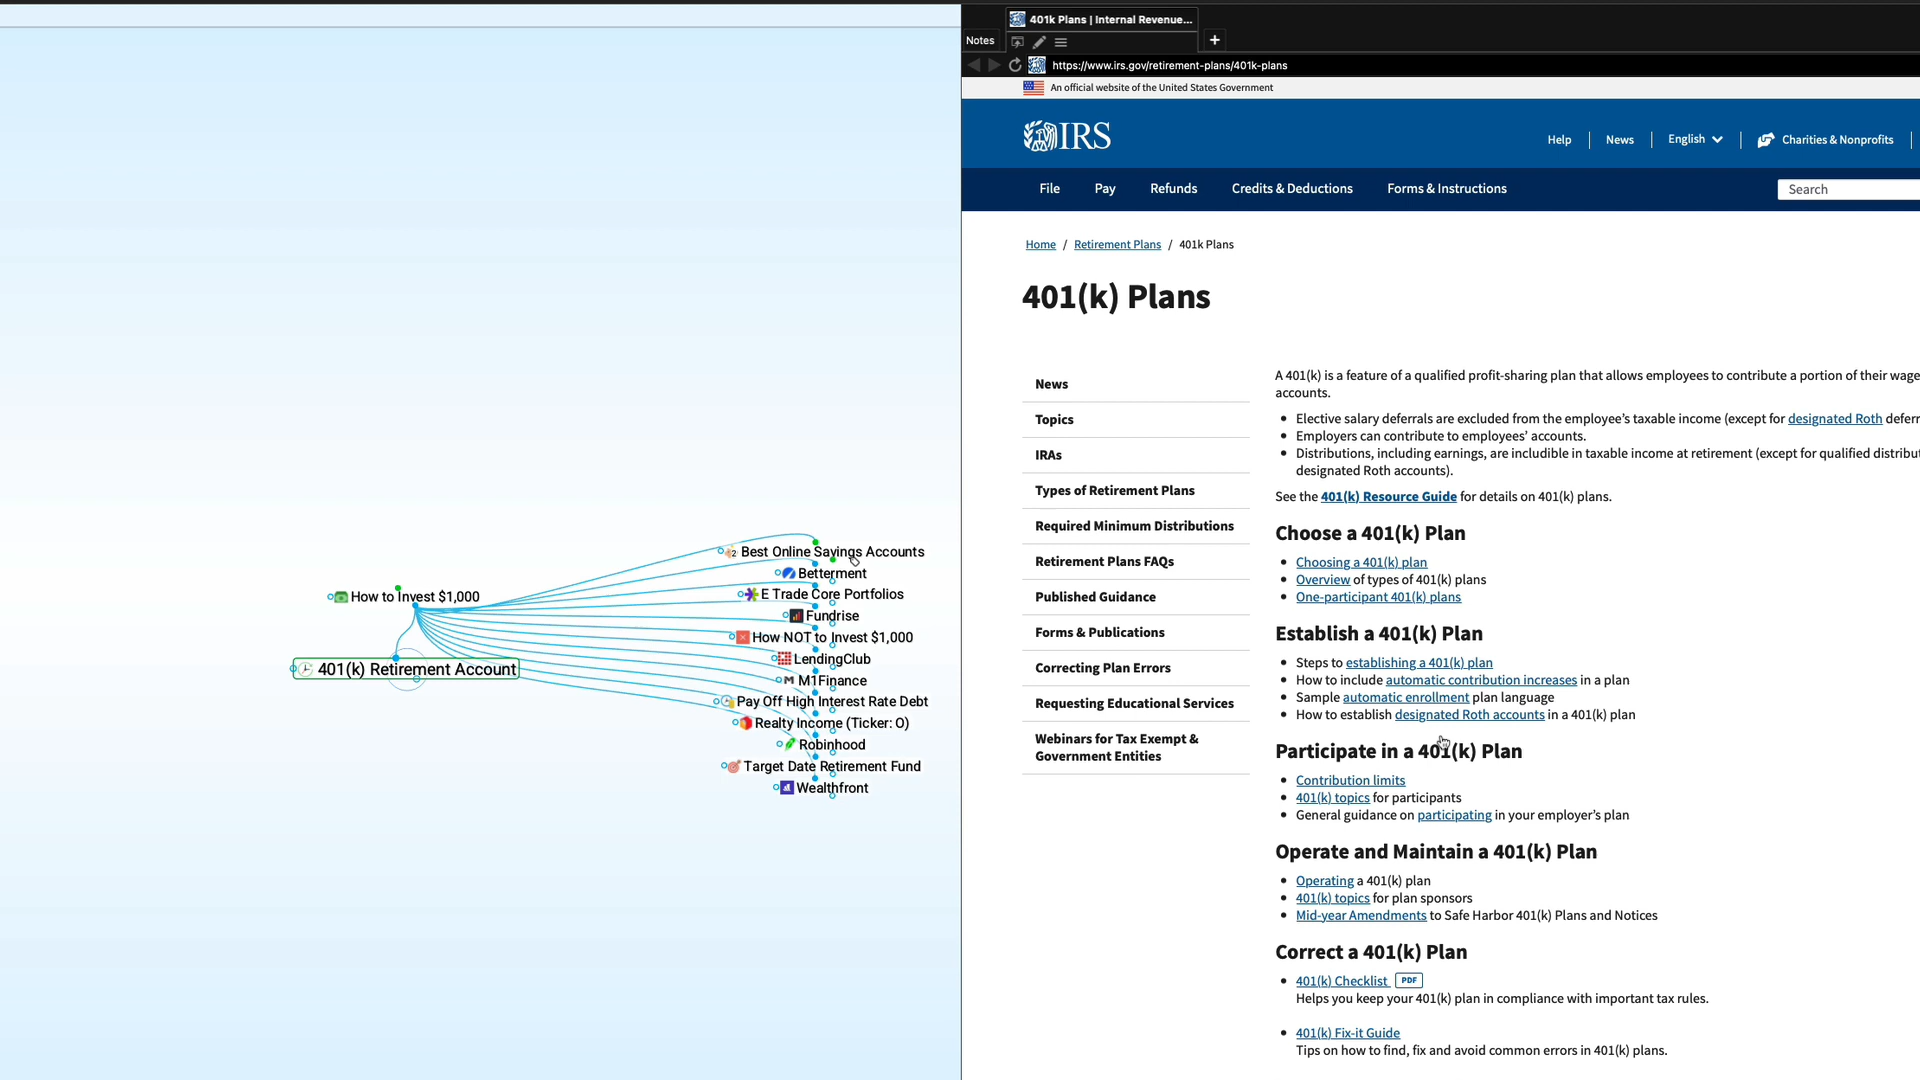 401k Plans | Internal Revenue...
Notes
+
https://www.irs.gov/retirement-plans/401k-plans
An official website of the United States Government
IRS
Help
News
English
Charities & Nonprofits
File
Pay
Refunds
Credits & Deductions
Forms & Instructions
Search
Home / Retirement Plans / 401k Plans
401(k) Plans
News
Topics
IRAs
Types of Retirement Plans
Required Minimum Distributions
Retirement Plans FAQs
Published Guidance
Forms & Publications
Correcting Plan Errors
Requesting Educational Services
Webinars for Tax Exempt &
Government Entities
A 401(k) is a feature of a qualified profit-sharing plan that allows employees to contribute a portion of their wage
accounts.
Elective salary deferrals are excluded from the employee's taxable income (except for designated Roth deferr
Employers can contribute to employees' accounts.
Distributions, including earnings, are includible in taxable income at retirement (except for qualified distribut
designated Roth accounts).
See the 401(k) Resource Guide for details on 401(k) plans.
Choose a 401(k) Plan
Choosing a 401(k) plan
Overview of types of 401(k) plans
One-participant 401(k) plans
Establish a 401(k) Plan
Steps to establishing a 401(k) plan
How to include automatic contribution increases in a plan
Sample automatic enrollment plan language
How to establish designated Roth accounts in a 401(k) plan
Participate in a 401(k) Plan
Contribution limits
401(k) topics for participants
General guidance on participating in your employer's plan
Operate and Maintain a 401(k) Plan
Operating a 401(k) plan
401(k) topics for plan sponsors
Mid-year Amendments to Safe Harbor 401(k) Plans and Notices
Correct a 401(k) Plan
401(k) Checklist PDF
Helps you keep your 401(k) plan in compliance with important tax rules.
401(k) Fix-it Guide
Tips on how to find, fix and avoid common errors in 401(k) plans.
How to Invest $1,000
401(k) Retirement Account
Best Online Savings Accounts
Betterment
E Trade Core Portfolios
Fundrise
How NOT to Invest $1,000
LendingClub
M1Finance
Pay Off High Interest Rate Debt
Realty Income (Ticker: O)
Robinhood
Target Date Retirement Fund
Wealthfront